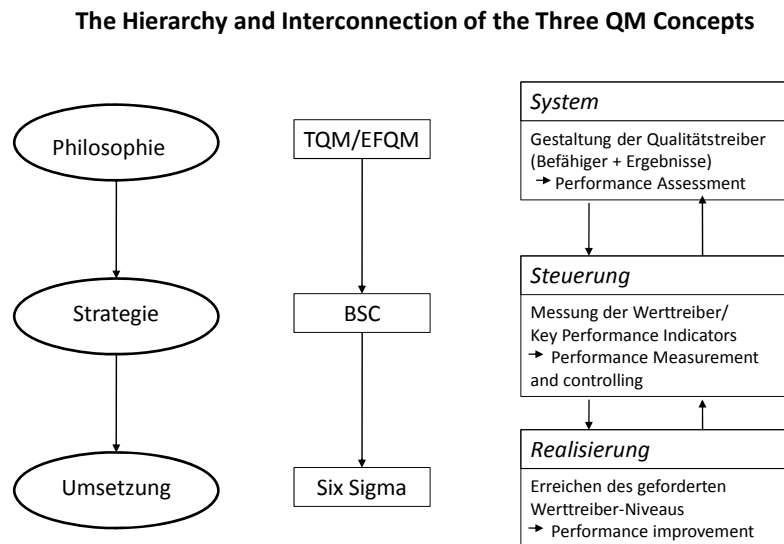 The Hierarchy and Interconnection of the Three QM Concepts
Philosophie
Strategie
Umsetzung
TQM/EFQM
BSC
Six Sigma
System
Gestaltung der Qualitätstreiber
(Befähiger + Ergebnisse)
→ Performance Assessment
Steuerung
Messung der Werttreiber/
Key Performance Indicators
→ Performance Measurement
and controlling
Realisierung
Erreichen des geforderten
Werttreiber-Niveaus
→ Performance improvement